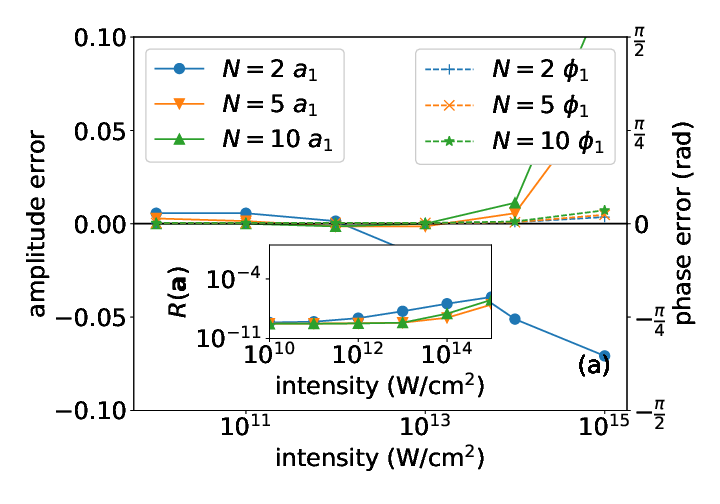 0.10
0.05
0.00
−0.05
−0.10
amplitude error
N = 2 a₁
N = 5 a₁
N = 10 a₁
N = 2 ϕ₁
N = 5 ϕ₁
N = 10 ϕ₁
π/2
π/4
0
−π/4
−π/2
phase error (rad)
R(a)
10⁻⁴
10⁻¹¹
10¹⁰ 10¹² 10¹⁴
intensity (W/cm²)
(a)
10¹¹ 10¹³ 10¹⁵
intensity (W/cm²)